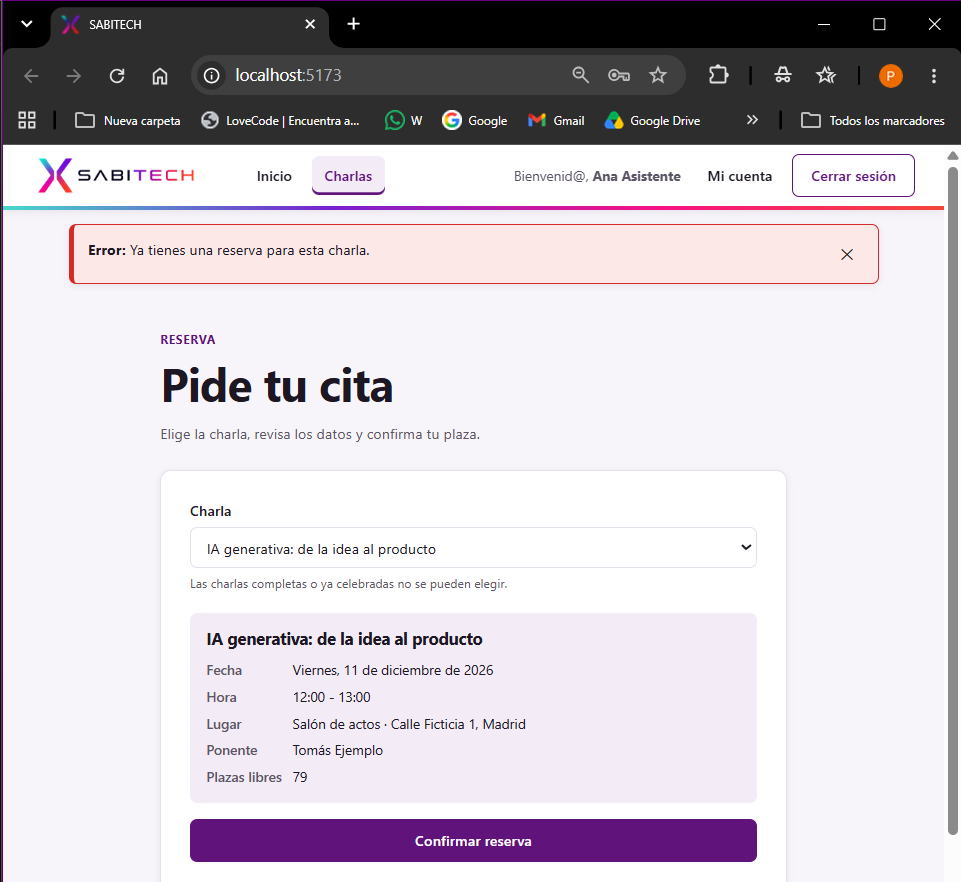 SABITECH
localhost:5173
P
Nueva carpeta
LoveCode | Encuentra a...
W
Google
Gmail
Google Drive
Todos los marcadores
SABITECH
Inicio
Charlas
Bienvenid@, Ana Asistente
Mi cuenta
Cerrar sesión
Error: Ya tienes una reserva para esta charla.
RESERVA
Pide tu cita
Elige la charla, revisa los datos y confirma tu plaza.
Charla
IA generativa: de la idea al producto
Las charlas completas o ya celebradas no se pueden elegir.
IA generativa: de la idea al producto
Fecha Viernes, 11 de diciembre de 2026
Hora 12:00 - 13:00
Lugar Salón de actos · Calle Ficticia 1, Madrid
Ponente Tomás Ejemplo
Plazas libres 79
Confirmar reserva